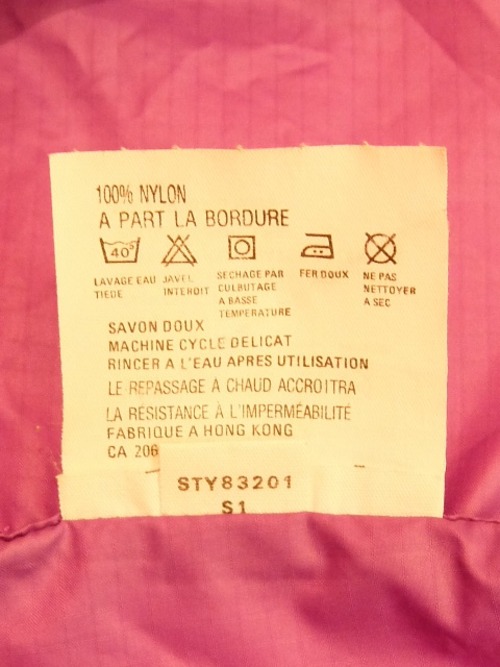 100% NYLON
A PART LA BORDURE
40°
LAVAGE EAU TIEDE
JAVEL INTERDIT
SECHAGE PAR CULBUTAGE A BASSE TEMPERATURE
FER DOUX
NE PAS NETTOYER A SEC
SAVON DOUX
MACHINE CYCLE DELICAT
RINCER A L'EAU APRES UTILISATION
LE REPASSAGE A CHAUD ACCROITRA
LA RÉSISTANCE À L'IMPERMÉABILITÉ
FABRIQUE A HONG KONG
CA 206
STY83201
S1